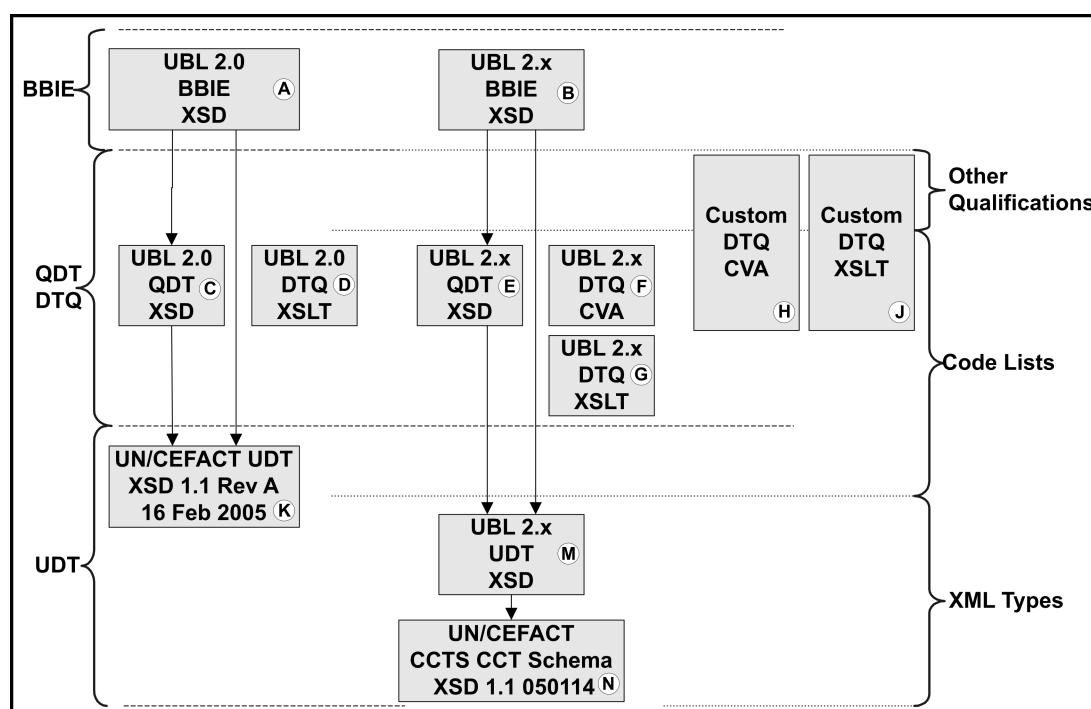 BBIE
UBL 2.0
BBIE
XSD
A
UBL 2.x
BBIE
XSD
B
QDT
DTQ
UBL 2.0
QDT
XSD
C
UBL 2.0
DTQ
XSLT
D
UBL 2.x
QDT
XSD
E
UBL 2.x
DTQ
CVA
F
UBL 2.x
DTQ
XSLT
G
Custom
DTQ
CVA
H
Custom
DTQ
XSLT
J
Other
Qualifications
Code Lists
UDT
UN/CEFACT UDT
XSD 1.1 Rev A
16 Feb 2005
K
UBL 2.x
UDT
XSD
M
UN/CEFACT
CCTS CCT Schema
XSD 1.1 050114
N
XML Types